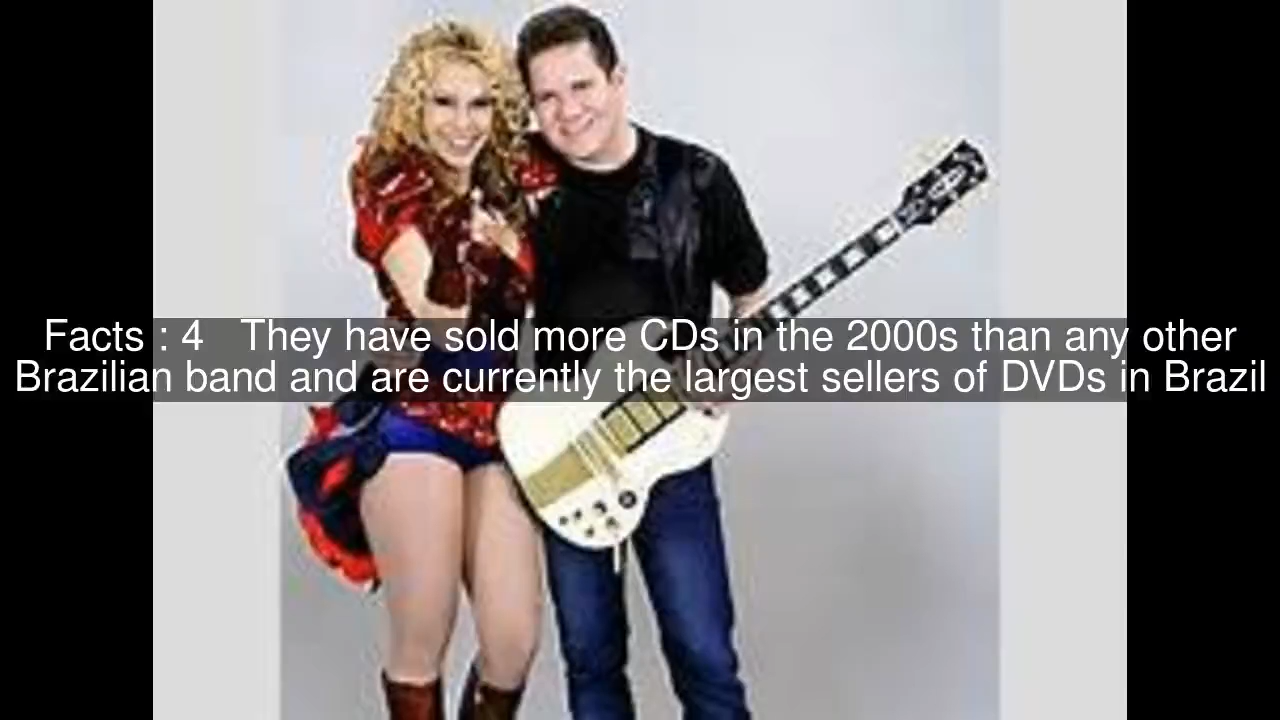 Facts : 4   They have sold more CDs in the 2000s than any other
Brazilian band and are currently the largest sellers of DVDs in Brazil